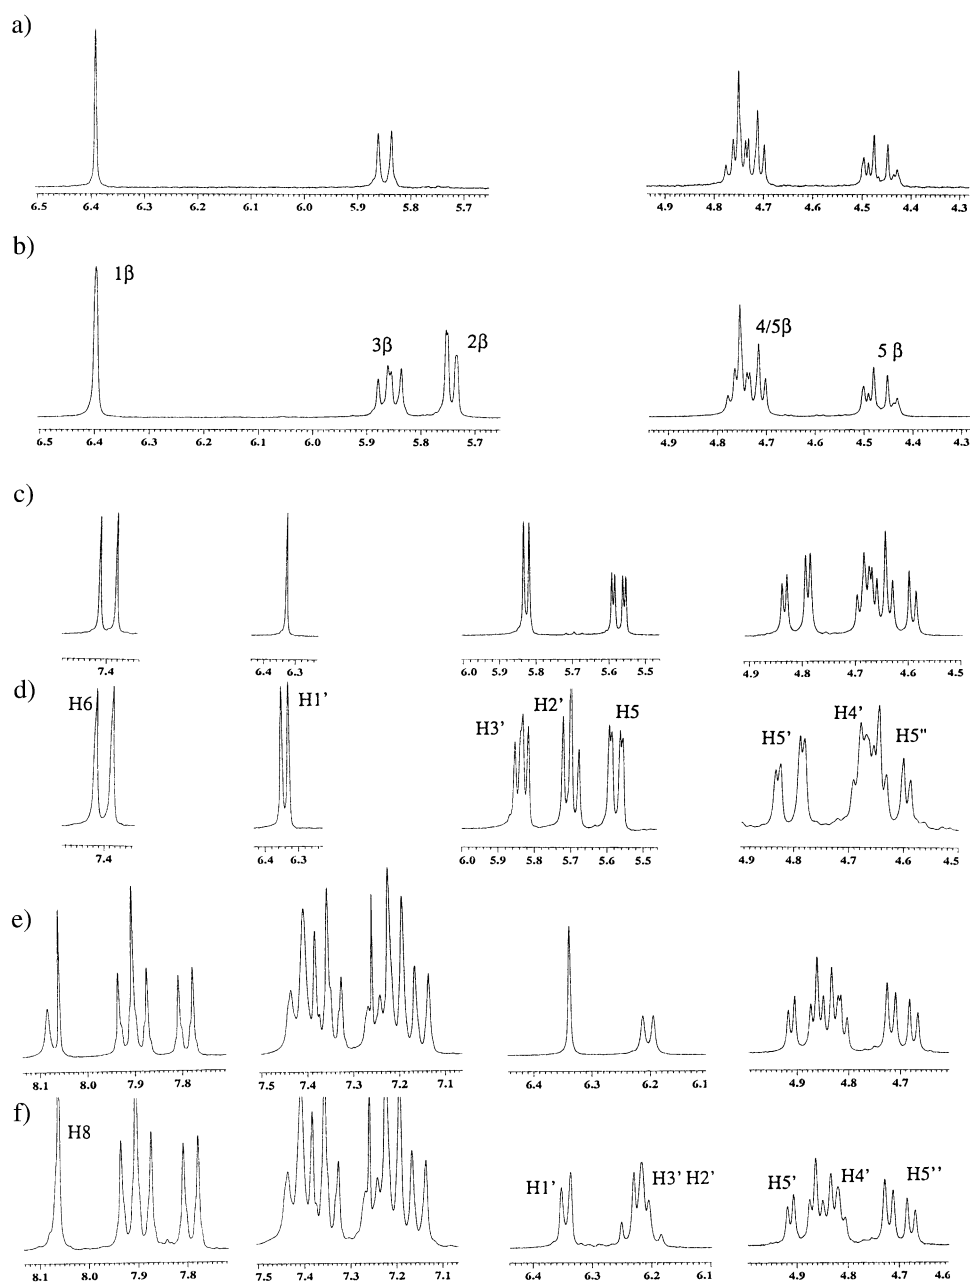 a)
6.5 6.4 6.3 6.2 6.1 6.0 5.9 5.8 5.7
4.9 4.8 4.7 4.6 4.5 4.4 4.3
b)
1β 3β 2β 4/5β 5 β
6.5 6.4 6.3 6.2 6.1 6.0 5.9 5.8 5.7
4.9 4.8 4.7 4.6 4.5 4.4 4.3
c)
7.4
6.4 6.3
6.0 5.9 5.8 5.7 5.6 5.5
4.9 4.8 4.7 4.6 4.5
d)
H6 H1’ H3’ H2’ H5 H5’ H4’ H5"
7.4
6.4 6.3
6.0 5.9 5.8 5.7 5.6 5.5
4.9 4.8 4.7 4.6 4.5
e)
8.1 8.0 7.9 7.8
7.5 7.4 7.3 7.2 7.1
6.4 6.3 6.2 6.1
4.9 4.8 4.7
f)
H8 H1’ H3’ H2’ H5’ H4’ H5’’
8.1 8.0 7.9 7.8
7.5 7.4 7.3 7.2 7.1
6.4 6.3 6.2 6.1
4.9 4.8 4.7 4.6